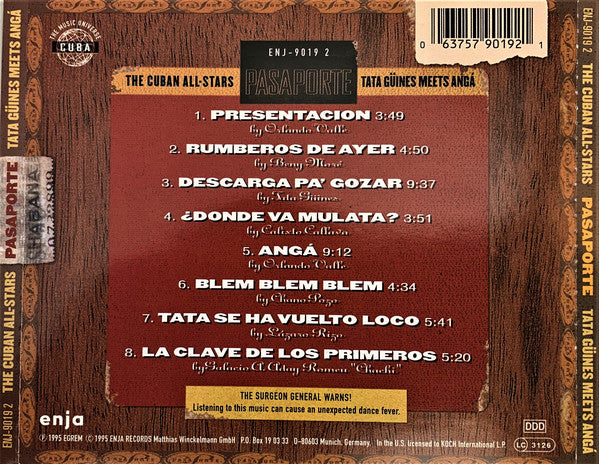 THE MUSIC UNIVERSE
CUBA
ENJ-9019 2
0 63757 90192 1
THE CUBAN ALL-STARS PASAPORTE TATA GÜINES MEETS ANGÁ
1. PRESENTACION 3:49
by Orlando Valle
2. RUMBEROS DE AYER 4:50
by Beny Moré
3. DESCARGA PA' GOZAR 9:37
by Tata Güines
4. ¿DONDE VA MULATA? 3:51
by Calixto Callava
5. ANGÁ 9:12
by Orlando Valle
6. BLEM BLEM BLEM 4:34
by Chano Pozo
7. TATA SE HA VUELTO LOCO 5:41
by Lázaro Rizo
8. LA CLAVE DE LOS PRIMEROS 5:20
by Galacio A. Aday Romeu "Chachi"
THE SURGEON GENERAL WARNS!
Listening to this music can cause an unexpected dance fever.
enja
DDD
LC 3126
℗ 1995 EGREM © 1995 ENJA RECORDS Matthias Winckelmann GmbH P.O. Box 19 03 33 D-80603 Munich, Germany. In the U.S. licensed to KOCH International L.P.
ENJ-9019 2 THE CUBAN ALL-STARS PASAPORTE TATA GÜINES MEETS ANGÁ
HABANA
ENJ-9019 2 THE CUBAN ALL-STARS PASAPORTE TATA GÜINES MEETS ANGÁ